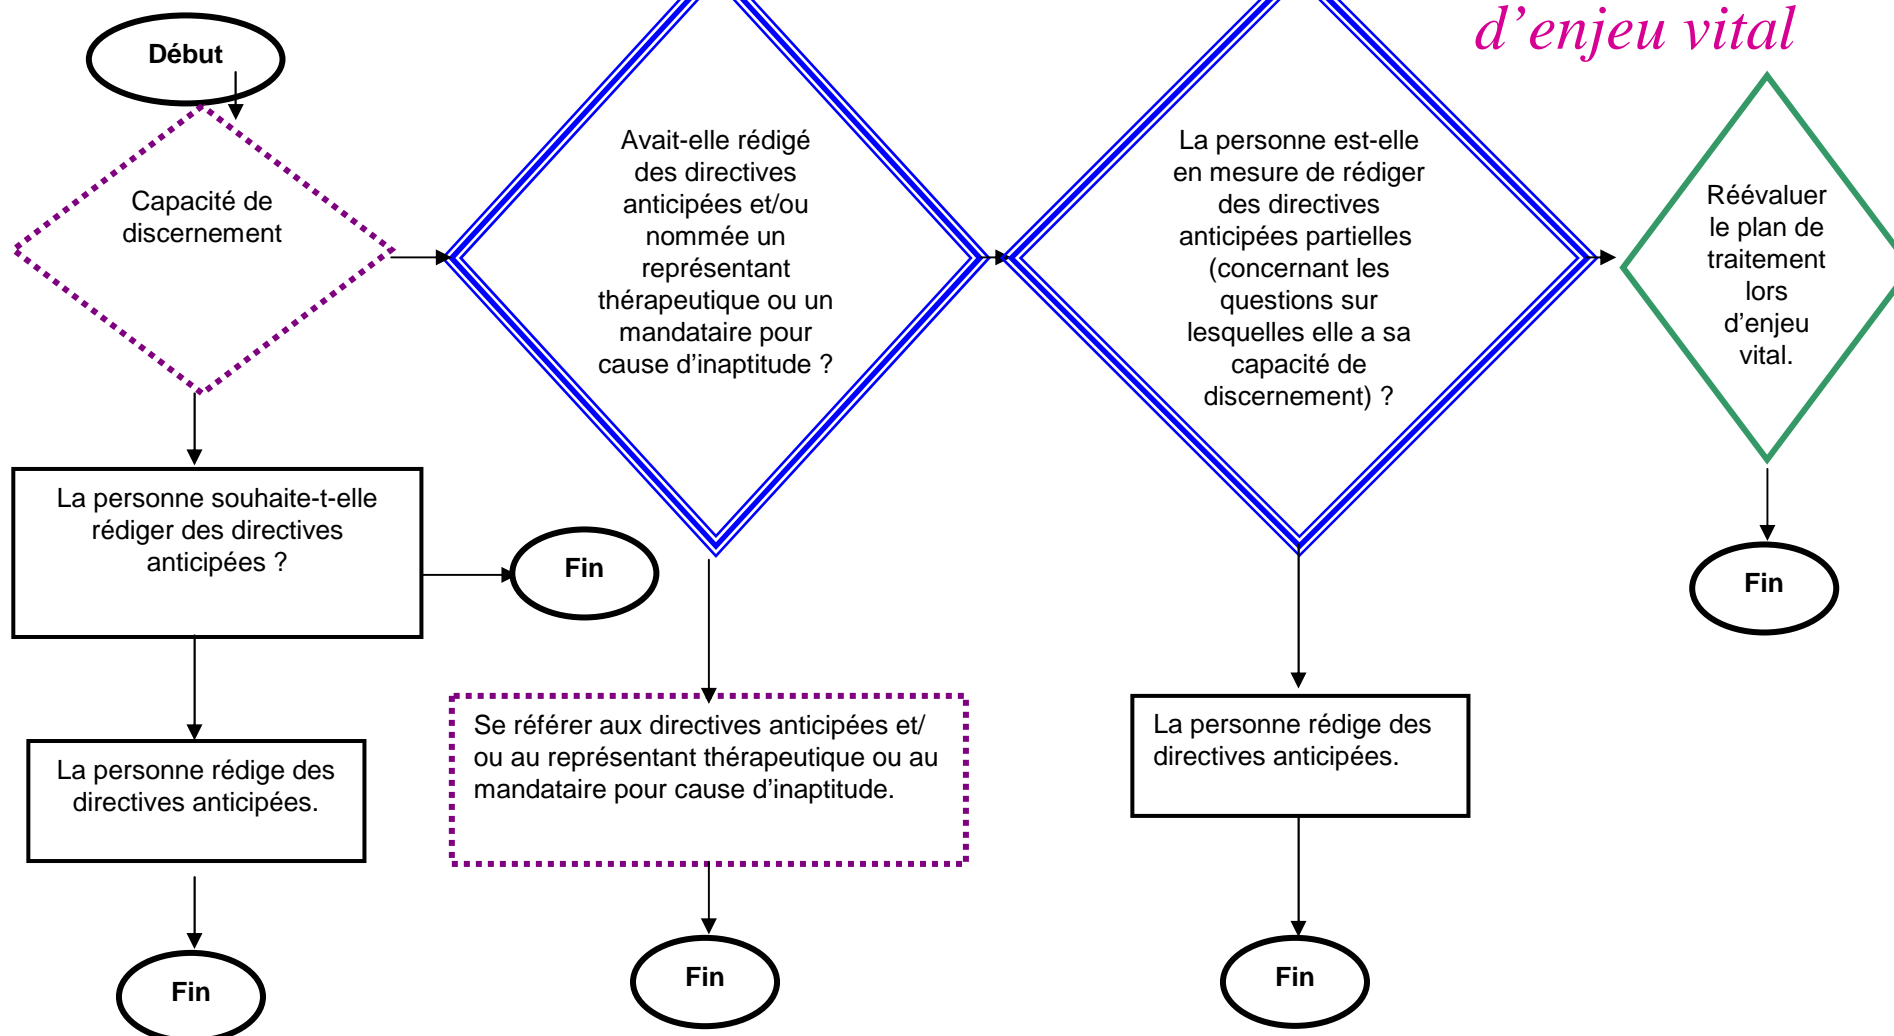 d’enjeu vital
Début
Capacité de
discernement
Avait-elle rédigé
des directives
anticipées et/ou
nommée un
représentant
thérapeutique ou un
mandataire pour
cause d’inaptitude ?
La personne est-elle
en mesure de rédiger
des directives
anticipées partielles
(concernant les
questions sur
lesquelles elle a sa
capacité de
discernement) ?
Réévaluer
le plan de
traitement
lors
d’enjeu
vital.
La personne souhaite-t-elle
rédiger des directives
anticipées ?
Fin
Fin
La personne rédige des
directives anticipées.
Se référer aux directives anticipées et/
ou au représentant thérapeutique ou au
mandataire pour cause d’inaptitude.
La personne rédige des
directives anticipées.
Fin
Fin
Fin